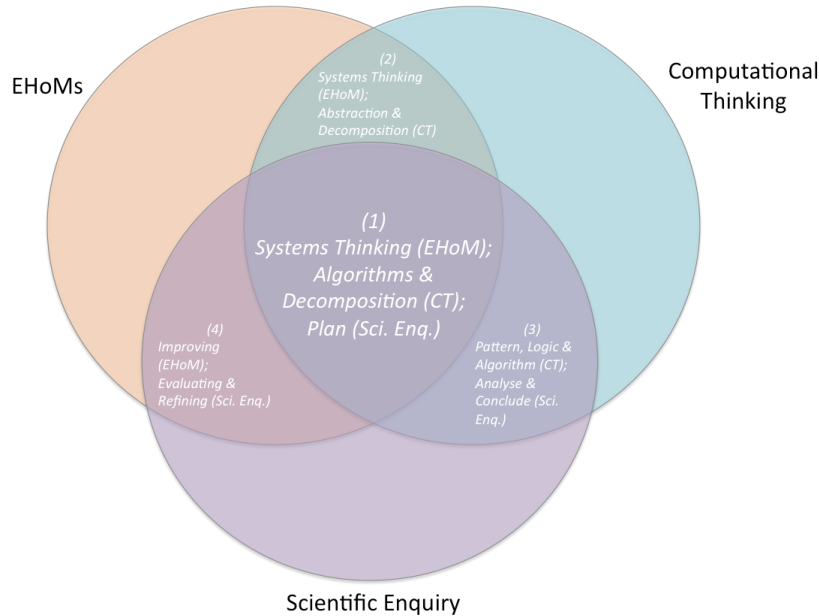 EHoMs
Computational
Thinking
(2)
Systems Thinking
(EHoM);
Abstraction &
Decomposition (CT)
(1)
Systems Thinking (EHoM);
Algorithms &
Decomposition (CT);
Plan (Sci. Enq.)
(4)
Improving
(EHoM);
Evaluating &
Refining (Sci. Enq.)
(3)
Pattern, Logic &
Algorithm (CT);
Analyse &
Conclude (Sci.
Enq.)
Scientific Enquiry